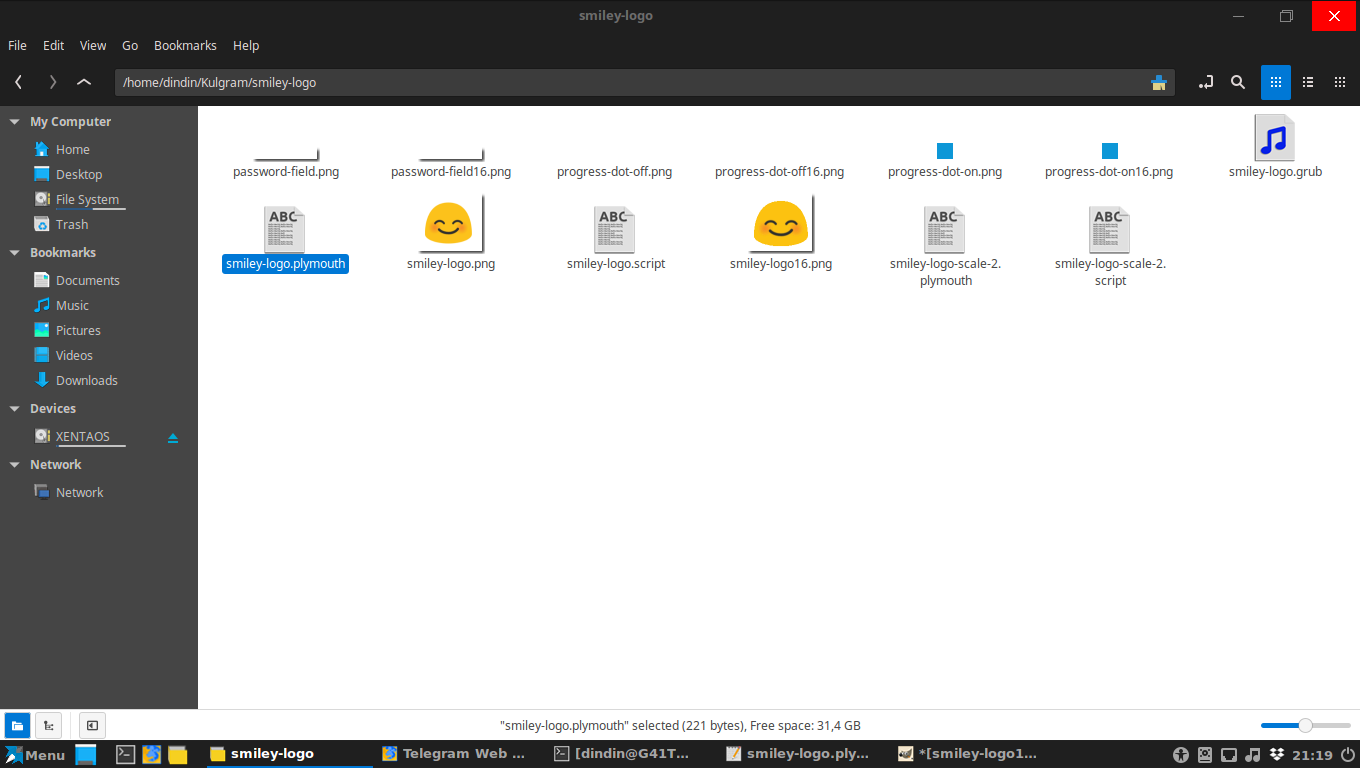 smiley-logo
File Edit View Go Bookmarks Help
/home/dindin/Kulgram/smiley-logo
My Computer
Home
Desktop
File System
Trash
Bookmarks
Documents
Music
Pictures
Videos
Downloads
Devices
XENTAOS
Network
Network
password-field.png password-field16.png progress-dot-off.png progress-dot-off16.png progress-dot-on.png progress-dot-on16.png smiley-logo.grub
ABC ABC ABC ABC
smiley-logo.plymouth smiley-logo.png smiley-logo.script smiley-logo16.png smiley-logo-scale-2. smiley-logo-scale-2.
plymouth script
"smiley-logo.plymouth" selected (221 bytes), Free space: 31,4 GB
Menu smiley-logo Telegram Web ... [dindin@G41T... smiley-logo.ply... *[smiley-logo1... 21:19